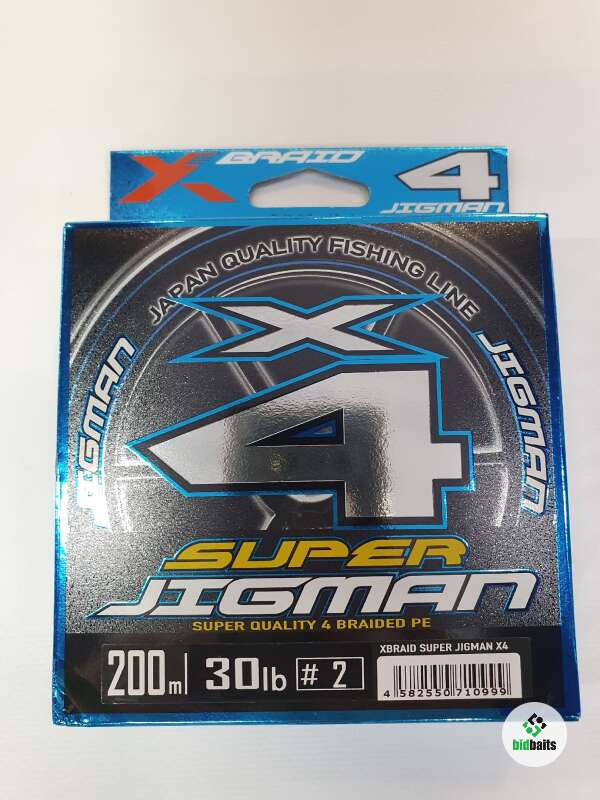 X BRAID
4
JIGMAN
JAPAN QUALITY FISHING LINE
JIGMAN
JIGMAN
X
4
SUPER
JIGMAN
SUPER QUALITY 4 BRAIDED PE
200m 30lb #2
XBRAID SUPER JIGMAN X4
4 582550 710999
bidbaits